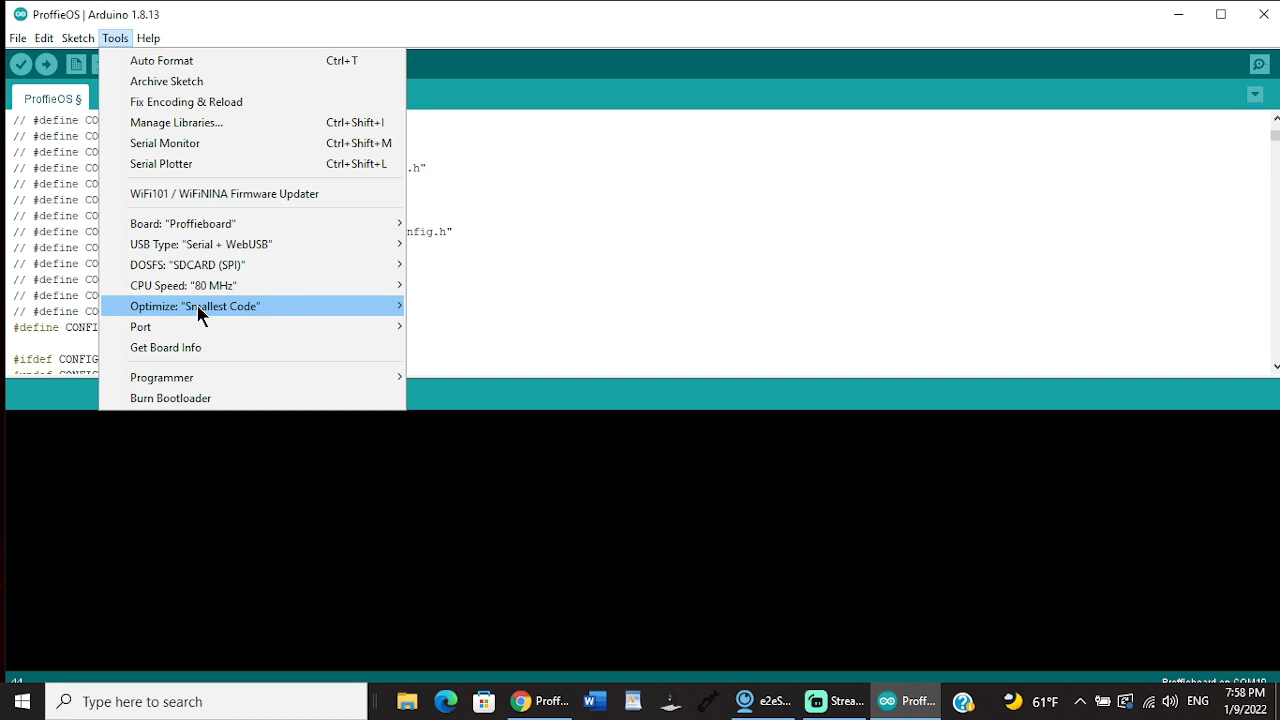 ProffieOS | Arduino 1.8.13
File Edit Sketch Tools Help
Auto Format Ctrl+T
Archive Sketch
Fix Encoding & Reload
Manage Libraries... Ctrl+Shift+I
Serial Monitor Ctrl+Shift+M
Serial Plotter Ctrl+Shift+L
WiFi101 / WiFiNINA Firmware Updater
Board: "Proffieboard"
USB Type: "Serial + WebUSB"
DOSFS: "SDCARD (SPI)"
CPU Speed: "80 MHz"
Optimize: "Smallest Code"
Port
Get Board Info
Programmer
Burn Bootloader
ProffieOS §
// #define CO
// #define CO
// #define CO
// #define CO .h"
// #define CO
// #define CO
// #define CO
// #define CO nfig.h"
// #define CO
// #define CO
// #define CO
// #define CO
// #define CO
#define CONFI
#ifdef CONFIG
Type here to search
Proff...
e2eS...
Strea...
Proff...
61°F
ENG
7:58 PM
1/9/2022